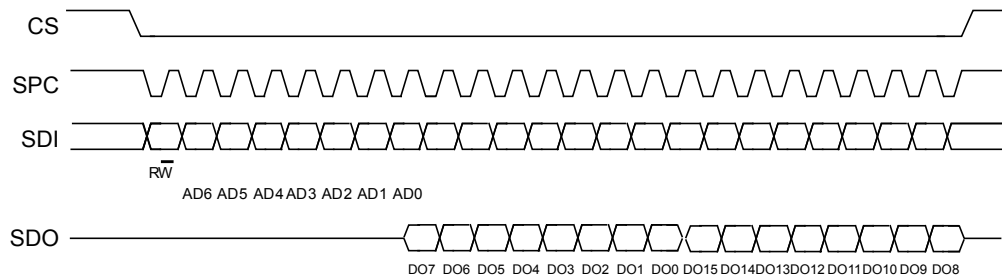 CS
SPC
SDI
RW̅
AD6 AD5 AD4 AD3 AD2 AD1 AD0
SDO
DO7 DO6 DO5 DO4 DO3 DO2 DO1 DO0 DO15 DO14 DO13 DO12 DO11 DO10 DO9 DO8